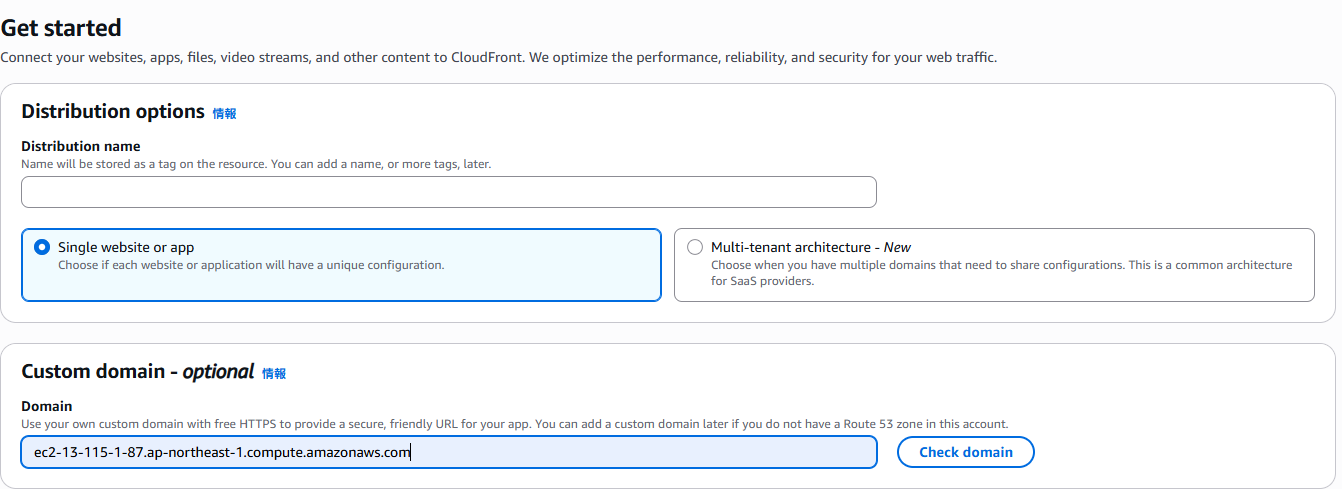 Get started
Connect your websites, apps, files, video streams, and other content to CloudFront. We optimize the performance, reliability, and security for your web traffic.
Distribution options 情報
Distribution name
Name will be stored as a tag on the resource. You can add a name, or more tags, later.
Single website or app
Choose if each website or application will have a unique configuration.
Multi-tenant architecture - New
Choose when you have multiple domains that need to share configurations. This is a common architecture
for SaaS providers.
Custom domain - optional 情報
Domain
Use your own custom domain with free HTTPS to provide a secure, friendly URL for your app. You can add a custom domain later if you do not have a Route 53 zone in this account.
ec2-13-115-1-87.ap-northeast-1.compute.amazonaws.com
Check domain